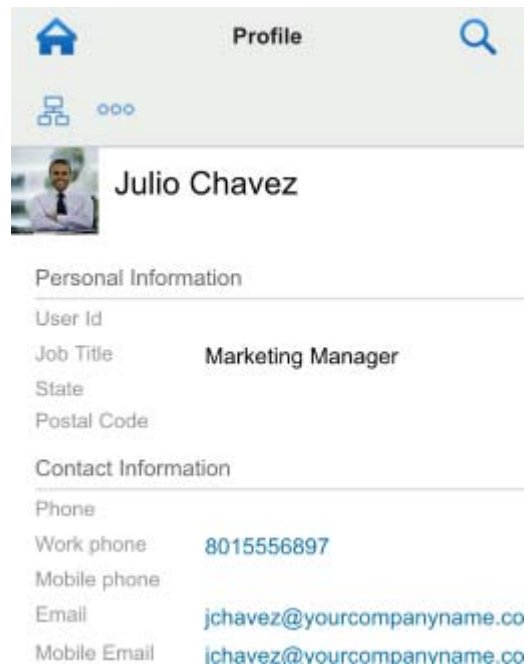 Profile
Julio Chavez
Personal Information
User Id
Job Title Marketing Manager
State
Postal Code
Contact Information
Phone
Work phone 8015556897
Mobile phone
Email jchavez@yourcompanyname.co
Mobile Email jchavez@yourcompanyname.co